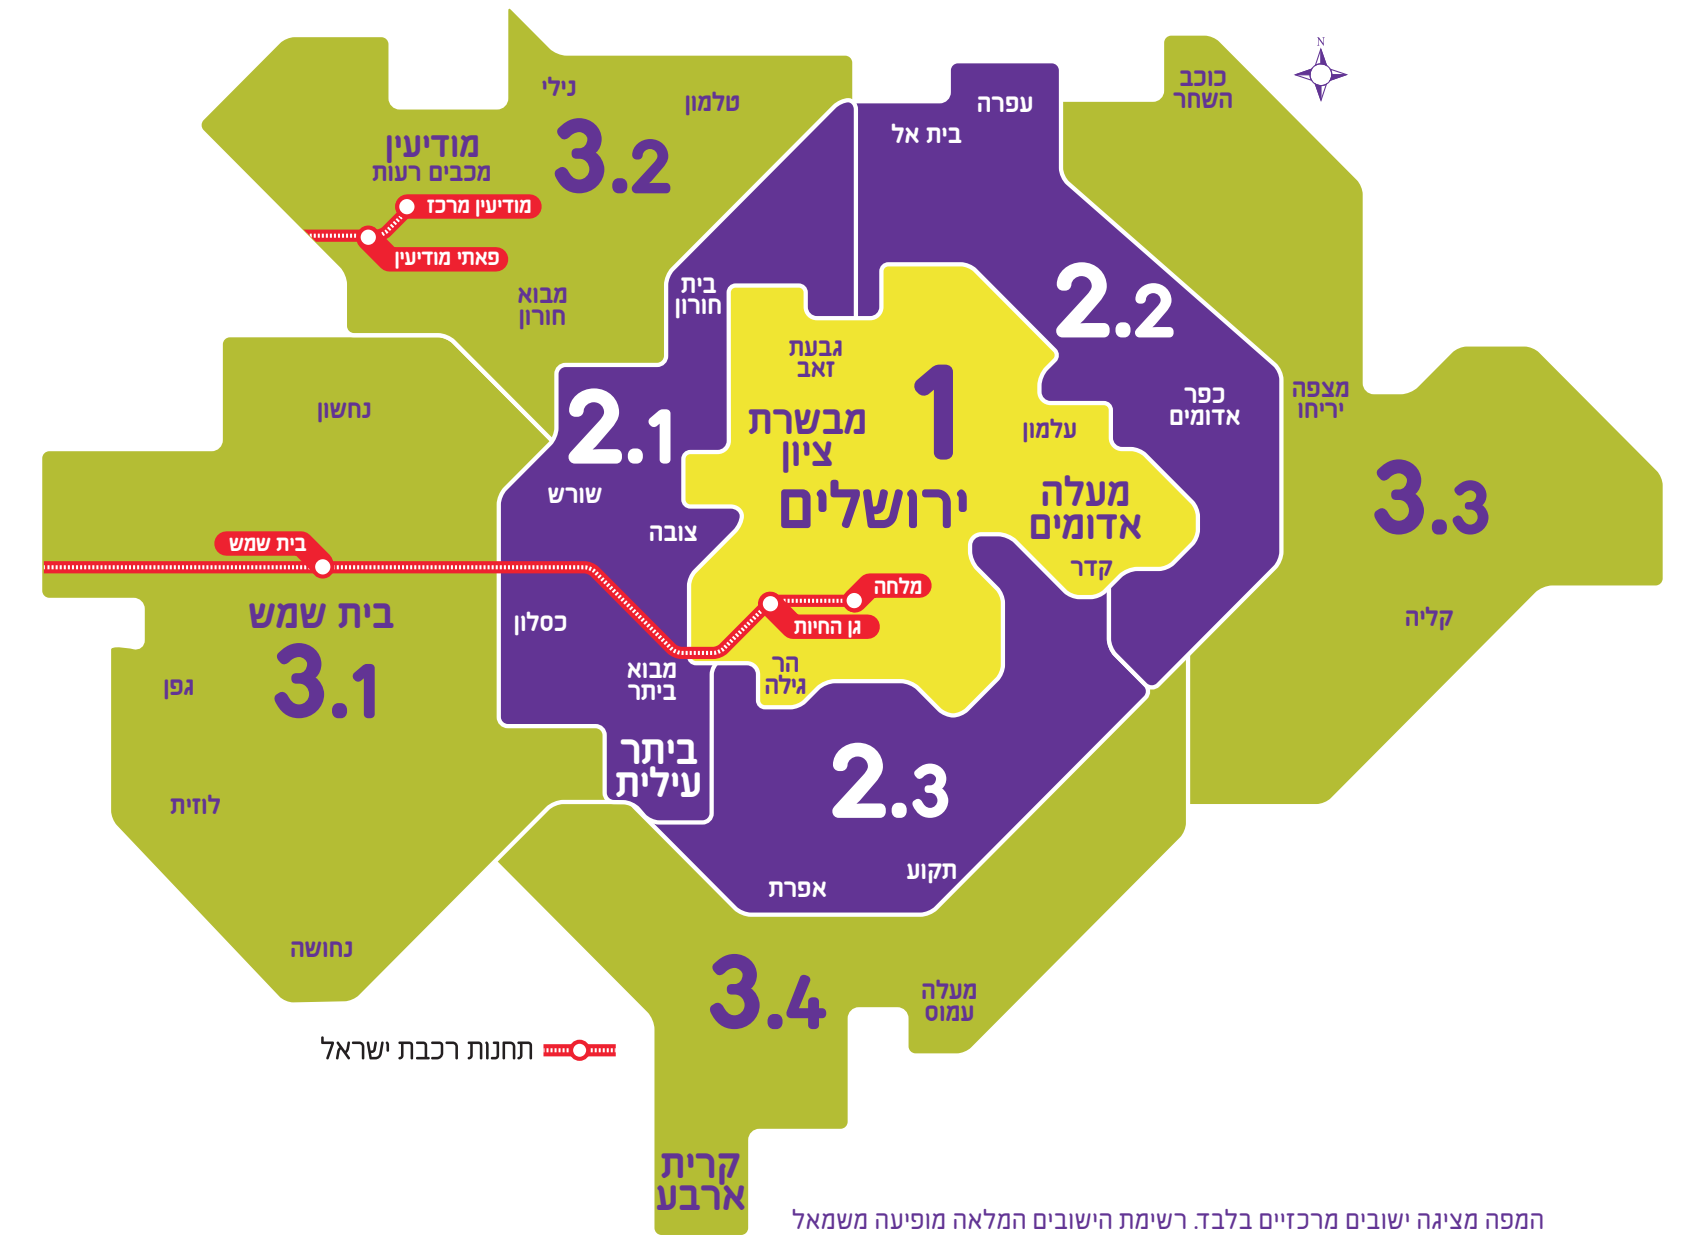 N
כוכב
השחר
עפרה
בית אל
טלמון
נילי
3.2
מודיעין
מכבים רעות
מודיעין מרכז
פאתי מודיעין
מבוא
חורון
בית
חורון
2.2
גבעת
זאב
1
מבשרת
ציון
ירושלים
עלמון
מעלה
אדומים
קדר
כפר
אדומים
מצפה
יריחו
3.3
קליה
נחשון
2.1
שורש
צובה
בית שמש
בית שמש
3.1
כסלון
מלחה
גן החיות
הר
גילה
מבוא
ביתר
ביתר
עילית
גפן
לוזית
נחושה
2.3
תקוע
אפרת
3.4
מעלה
עמוס
קרית
ארבע
תחנות רכבת ישראל
המפה מציגה ישובים מרכזיים בלבד. רשימת הישובים המלאה מופיעה משמאל